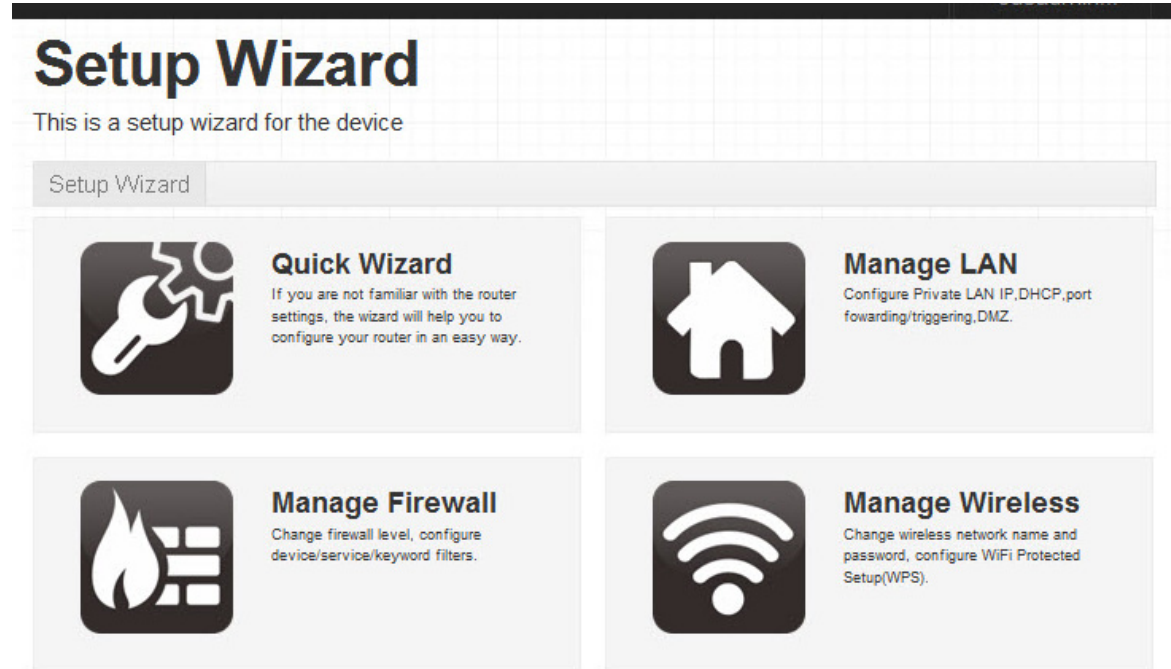 Setup Wizard
This is a setup wizard for the device
Setup Wizard
Quick Wizard
If you are not familiar with the router
settings, the wizard will help you to
configure your router in an easy way.
Manage LAN
Configure Private LAN IP,DHCP,port
fowarding/triggering,DMZ.
Manage Firewall
Change firewall level, configure
device/service/keyword filters.
Manage Wireless
Change wireless network name and
password, configure WiFi Protected
Setup(WPS).